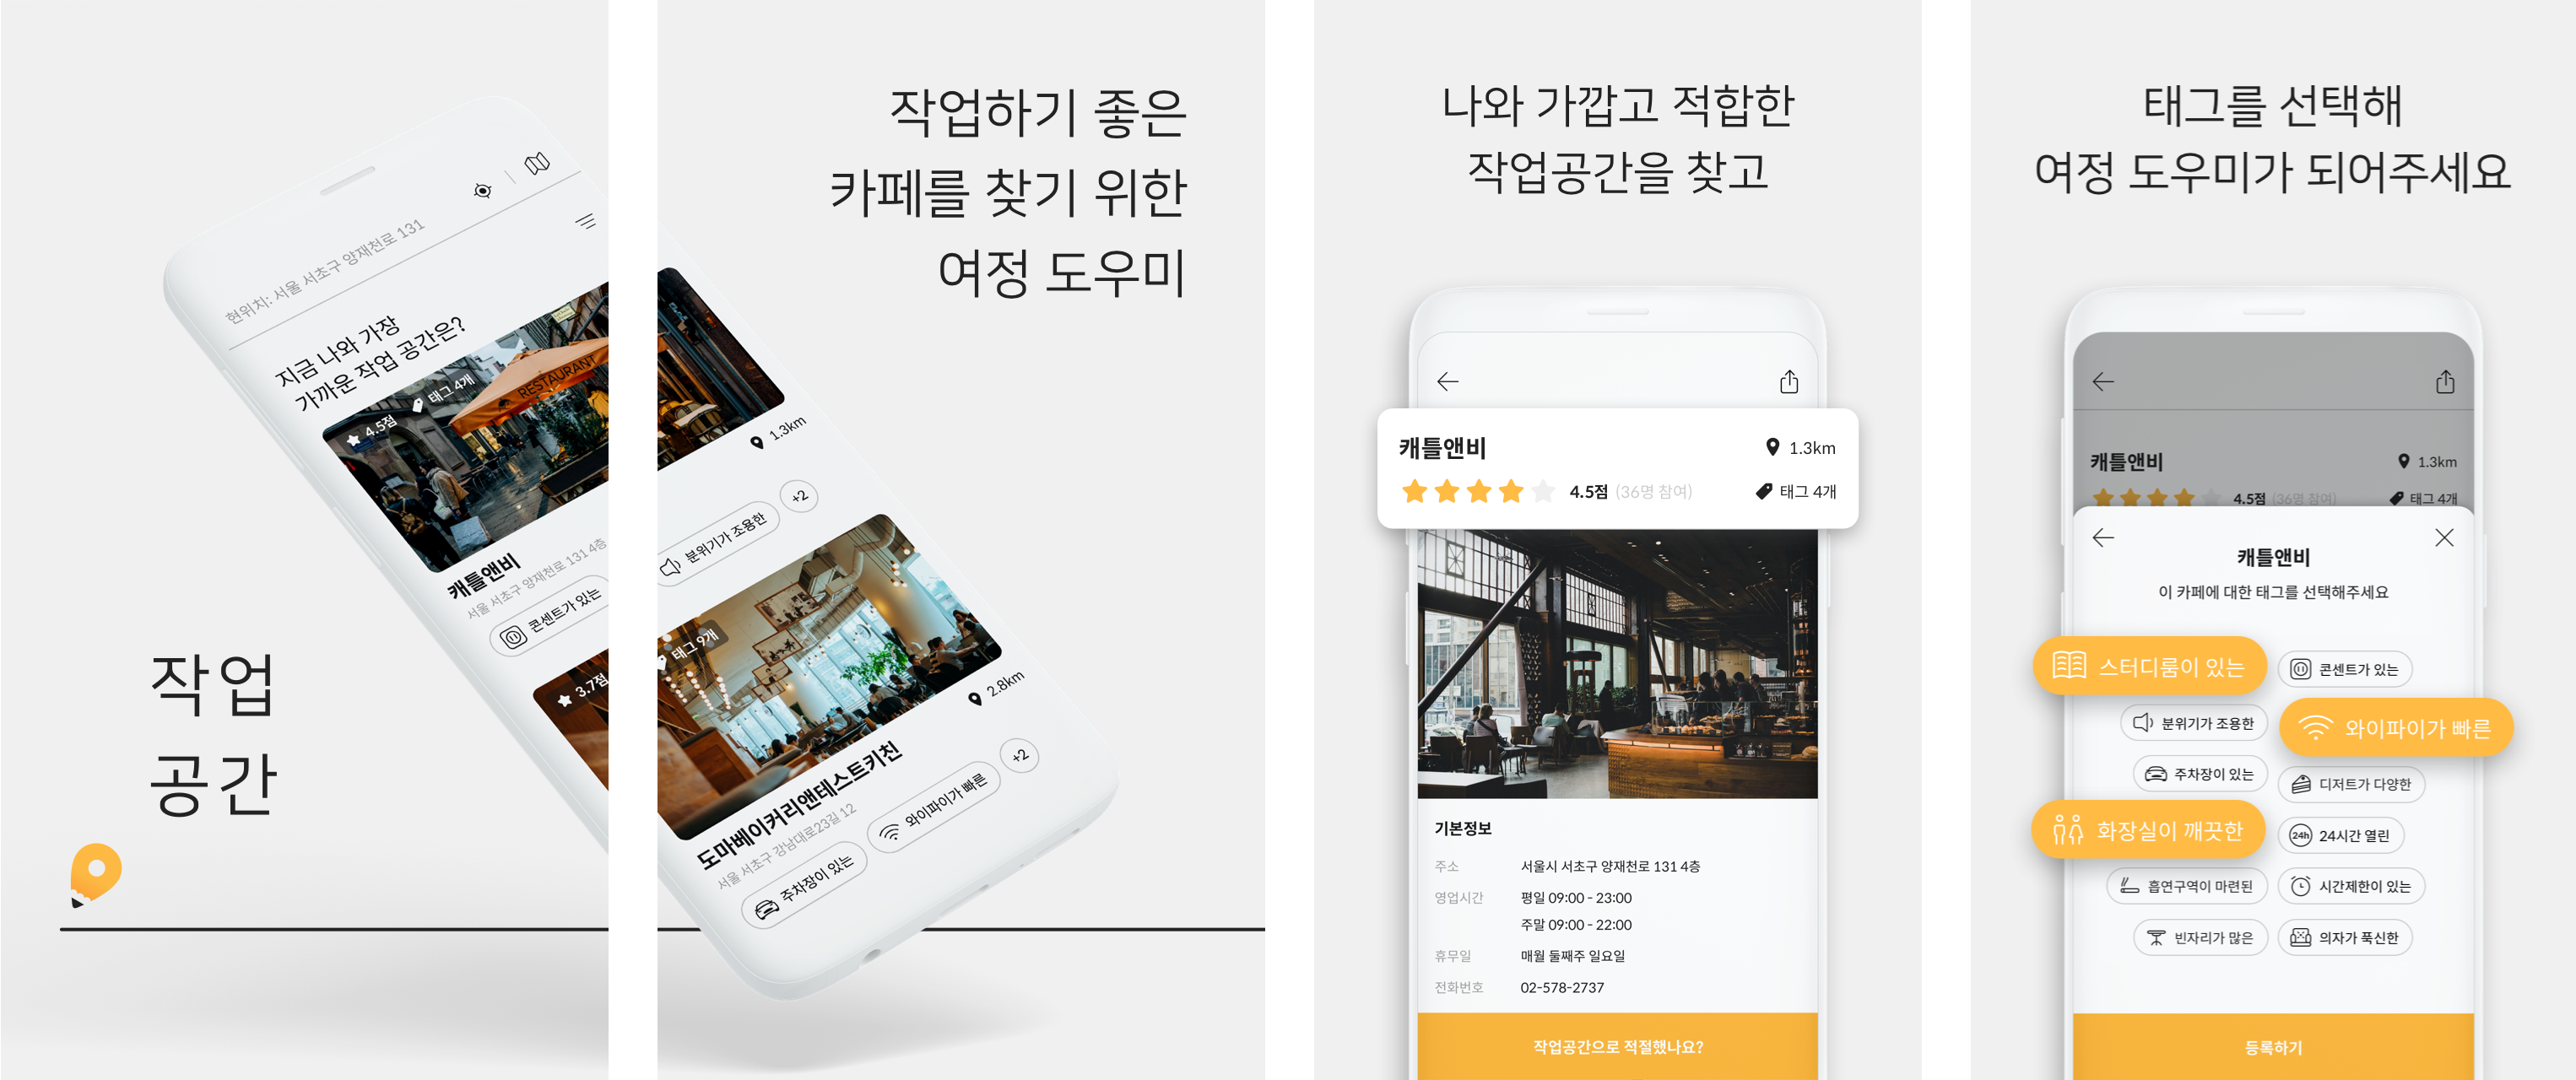 현위치: 서울 서초구 양재천로 131
지금 나와 가장
가까운 작업 공간은?
4.5점
태그 4개
RESTAURANT
캐틀앤비
서울 서초구 양재천로 131 4층
콘센트가 있는
3.7점
작업
공간
작업하기 좋은
카페를 찾기 위한
여정 도우미
1.3km
분위기가 조용한
+2
태그 9개
2.8km
도마베이커리앤테스트키친
서울 서초구 강남대로23길 12
주차장이 있는
와이파이가 빠른
+2
나와 가깝고 적합한
작업공간을 찾고
캐틀앤비
1.3km
4.5점 (36명 참여)
태그 4개
기본정보
주소 서울시 서초구 양재천로 131 4층
영업시간 평일 09:00 - 23:00
주말 09:00 - 22:00
휴무일 매월 둘째주 일요일
전화번호 02-578-2737
작업공간으로 적절했나요?
태그를 선택해
여정 도우미가 되어주세요
캐틀앤비
1.3km
4.5점 (36명 참여)
태그 4개
캐틀앤비
이 카페에 대한 태그를 선택해주세요
스터디룸이 있는
콘센트가 있는
분위기가 조용한
와이파이가 빠른
주차장이 있는
디저트가 다양한
화장실이 깨끗한
24h 24시간 열린
흡연구역이 마련된
시간제한이 있는
빈자리가 많은
의자가 푹신한
등록하기